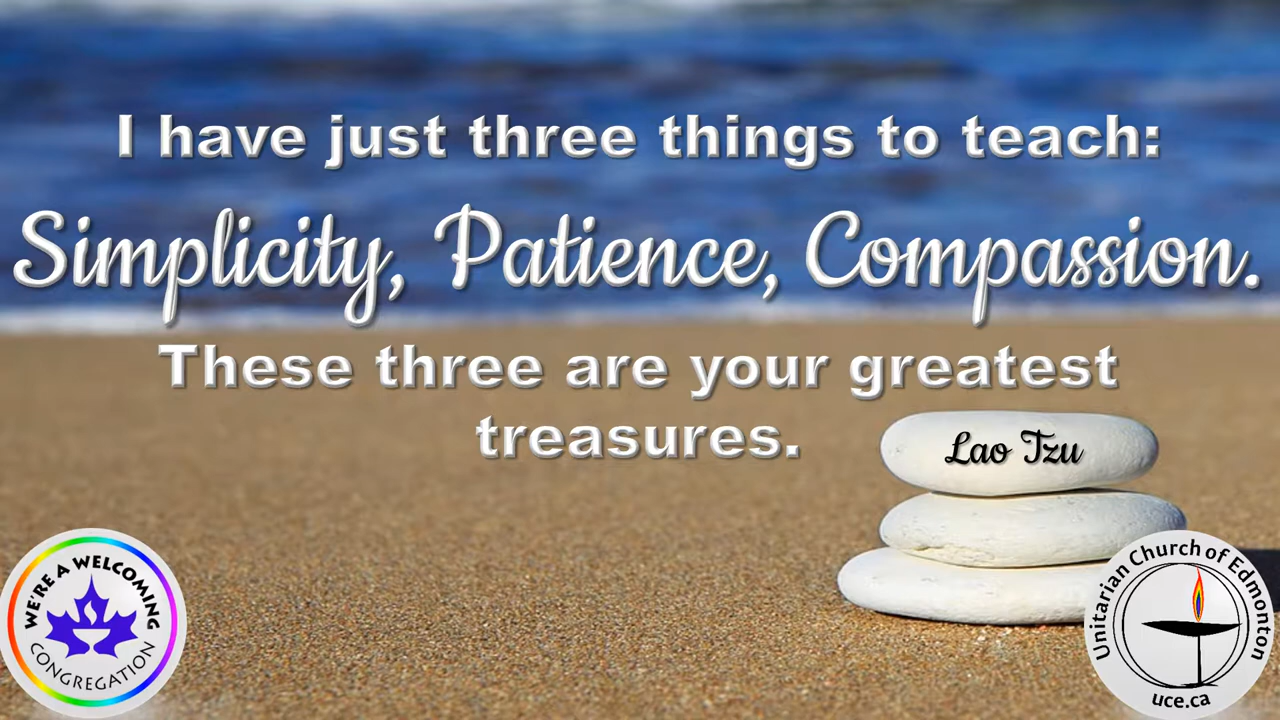 I have just three things to teach:
Simplicity, Patience, Compassion.
These three are your greatest
treasures.
Lao Tzu
WE'RE A WELCOMING
CONGREGATION
Unitarian Church of Edmonton
uce.ca